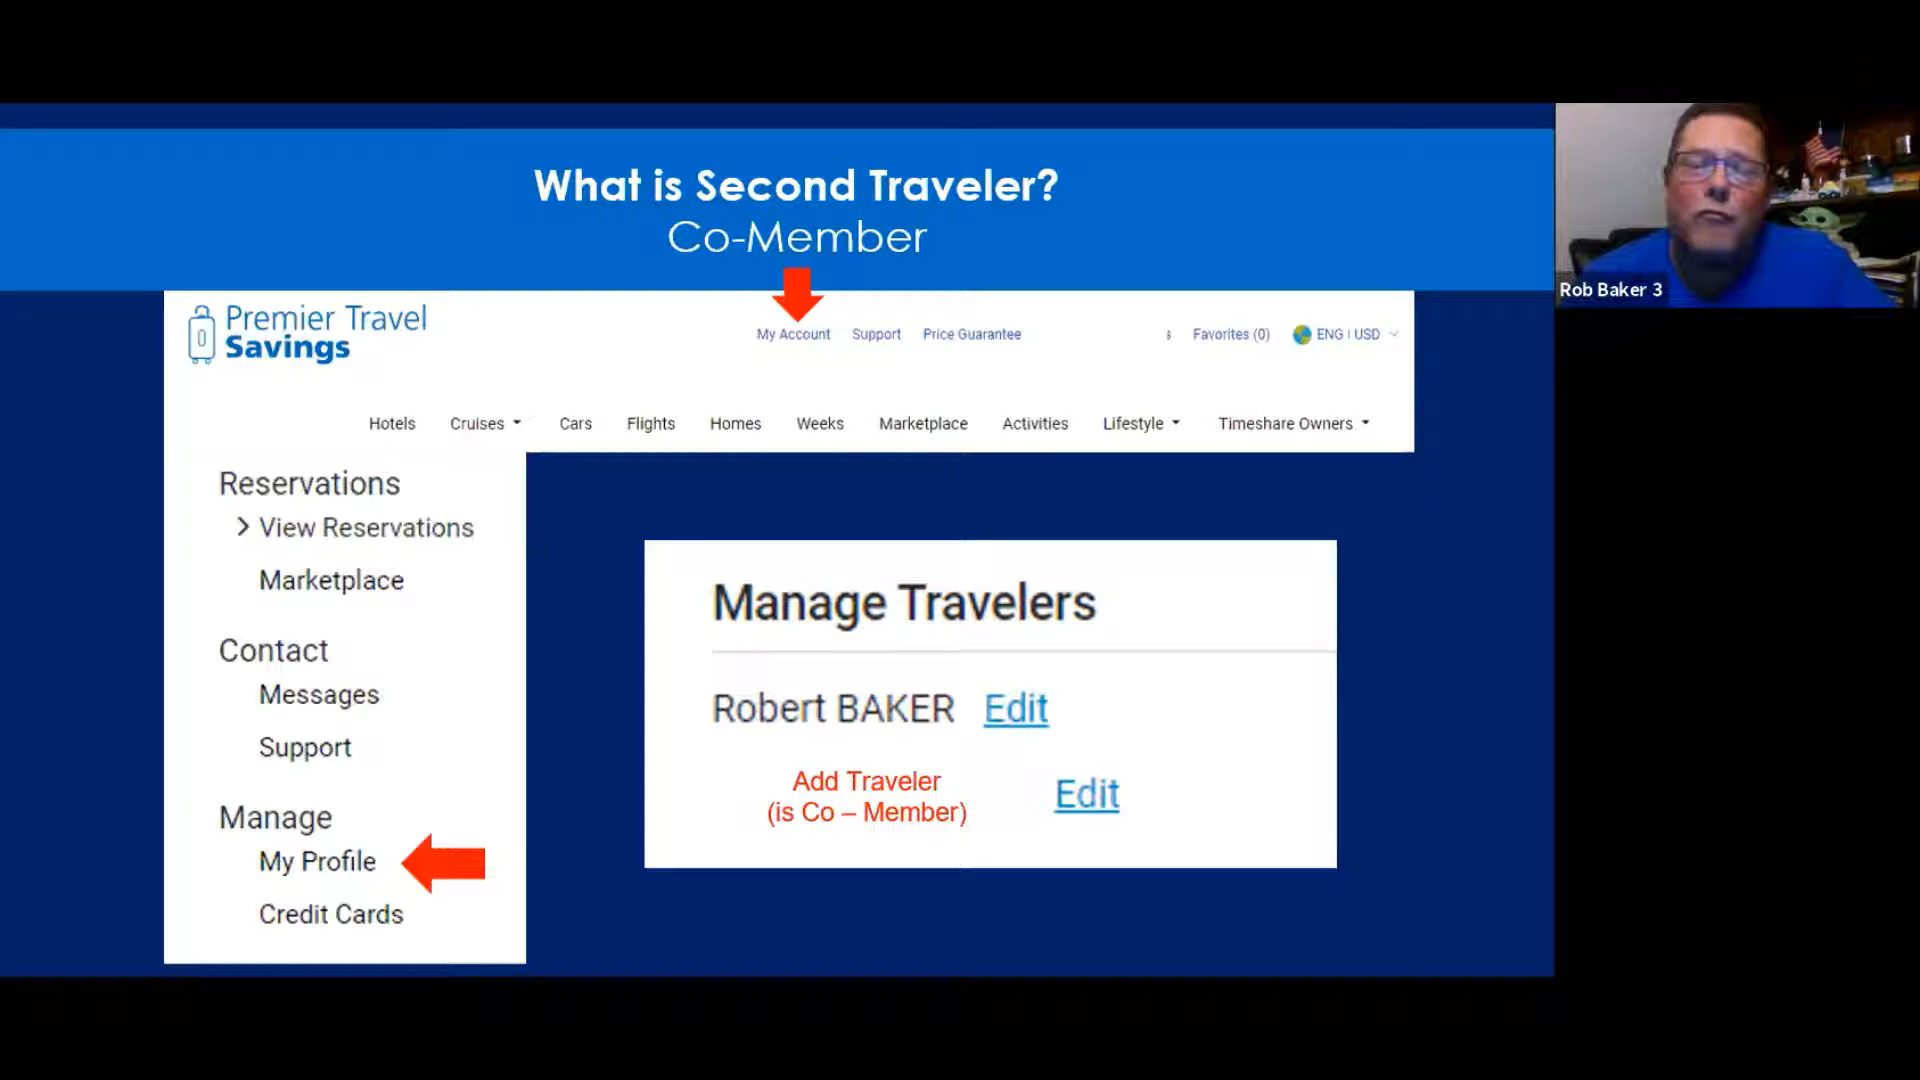 What is Second Traveler?
Co-Member
Premier Travel
Savings
My Account Support Price Guarantee Favorites (0) ENG | USD
Hotels Cruises Cars Flights Homes Weeks Marketplace Activities Lifestyle Timeshare Owners
Reservations
View Reservations
Marketplace
Contact
Messages
Support
Manage
My Profile
Credit Cards
Manage Travelers
Robert BAKER Edit
Add Traveler
(is Co – Member)
Edit
Rob Baker 3